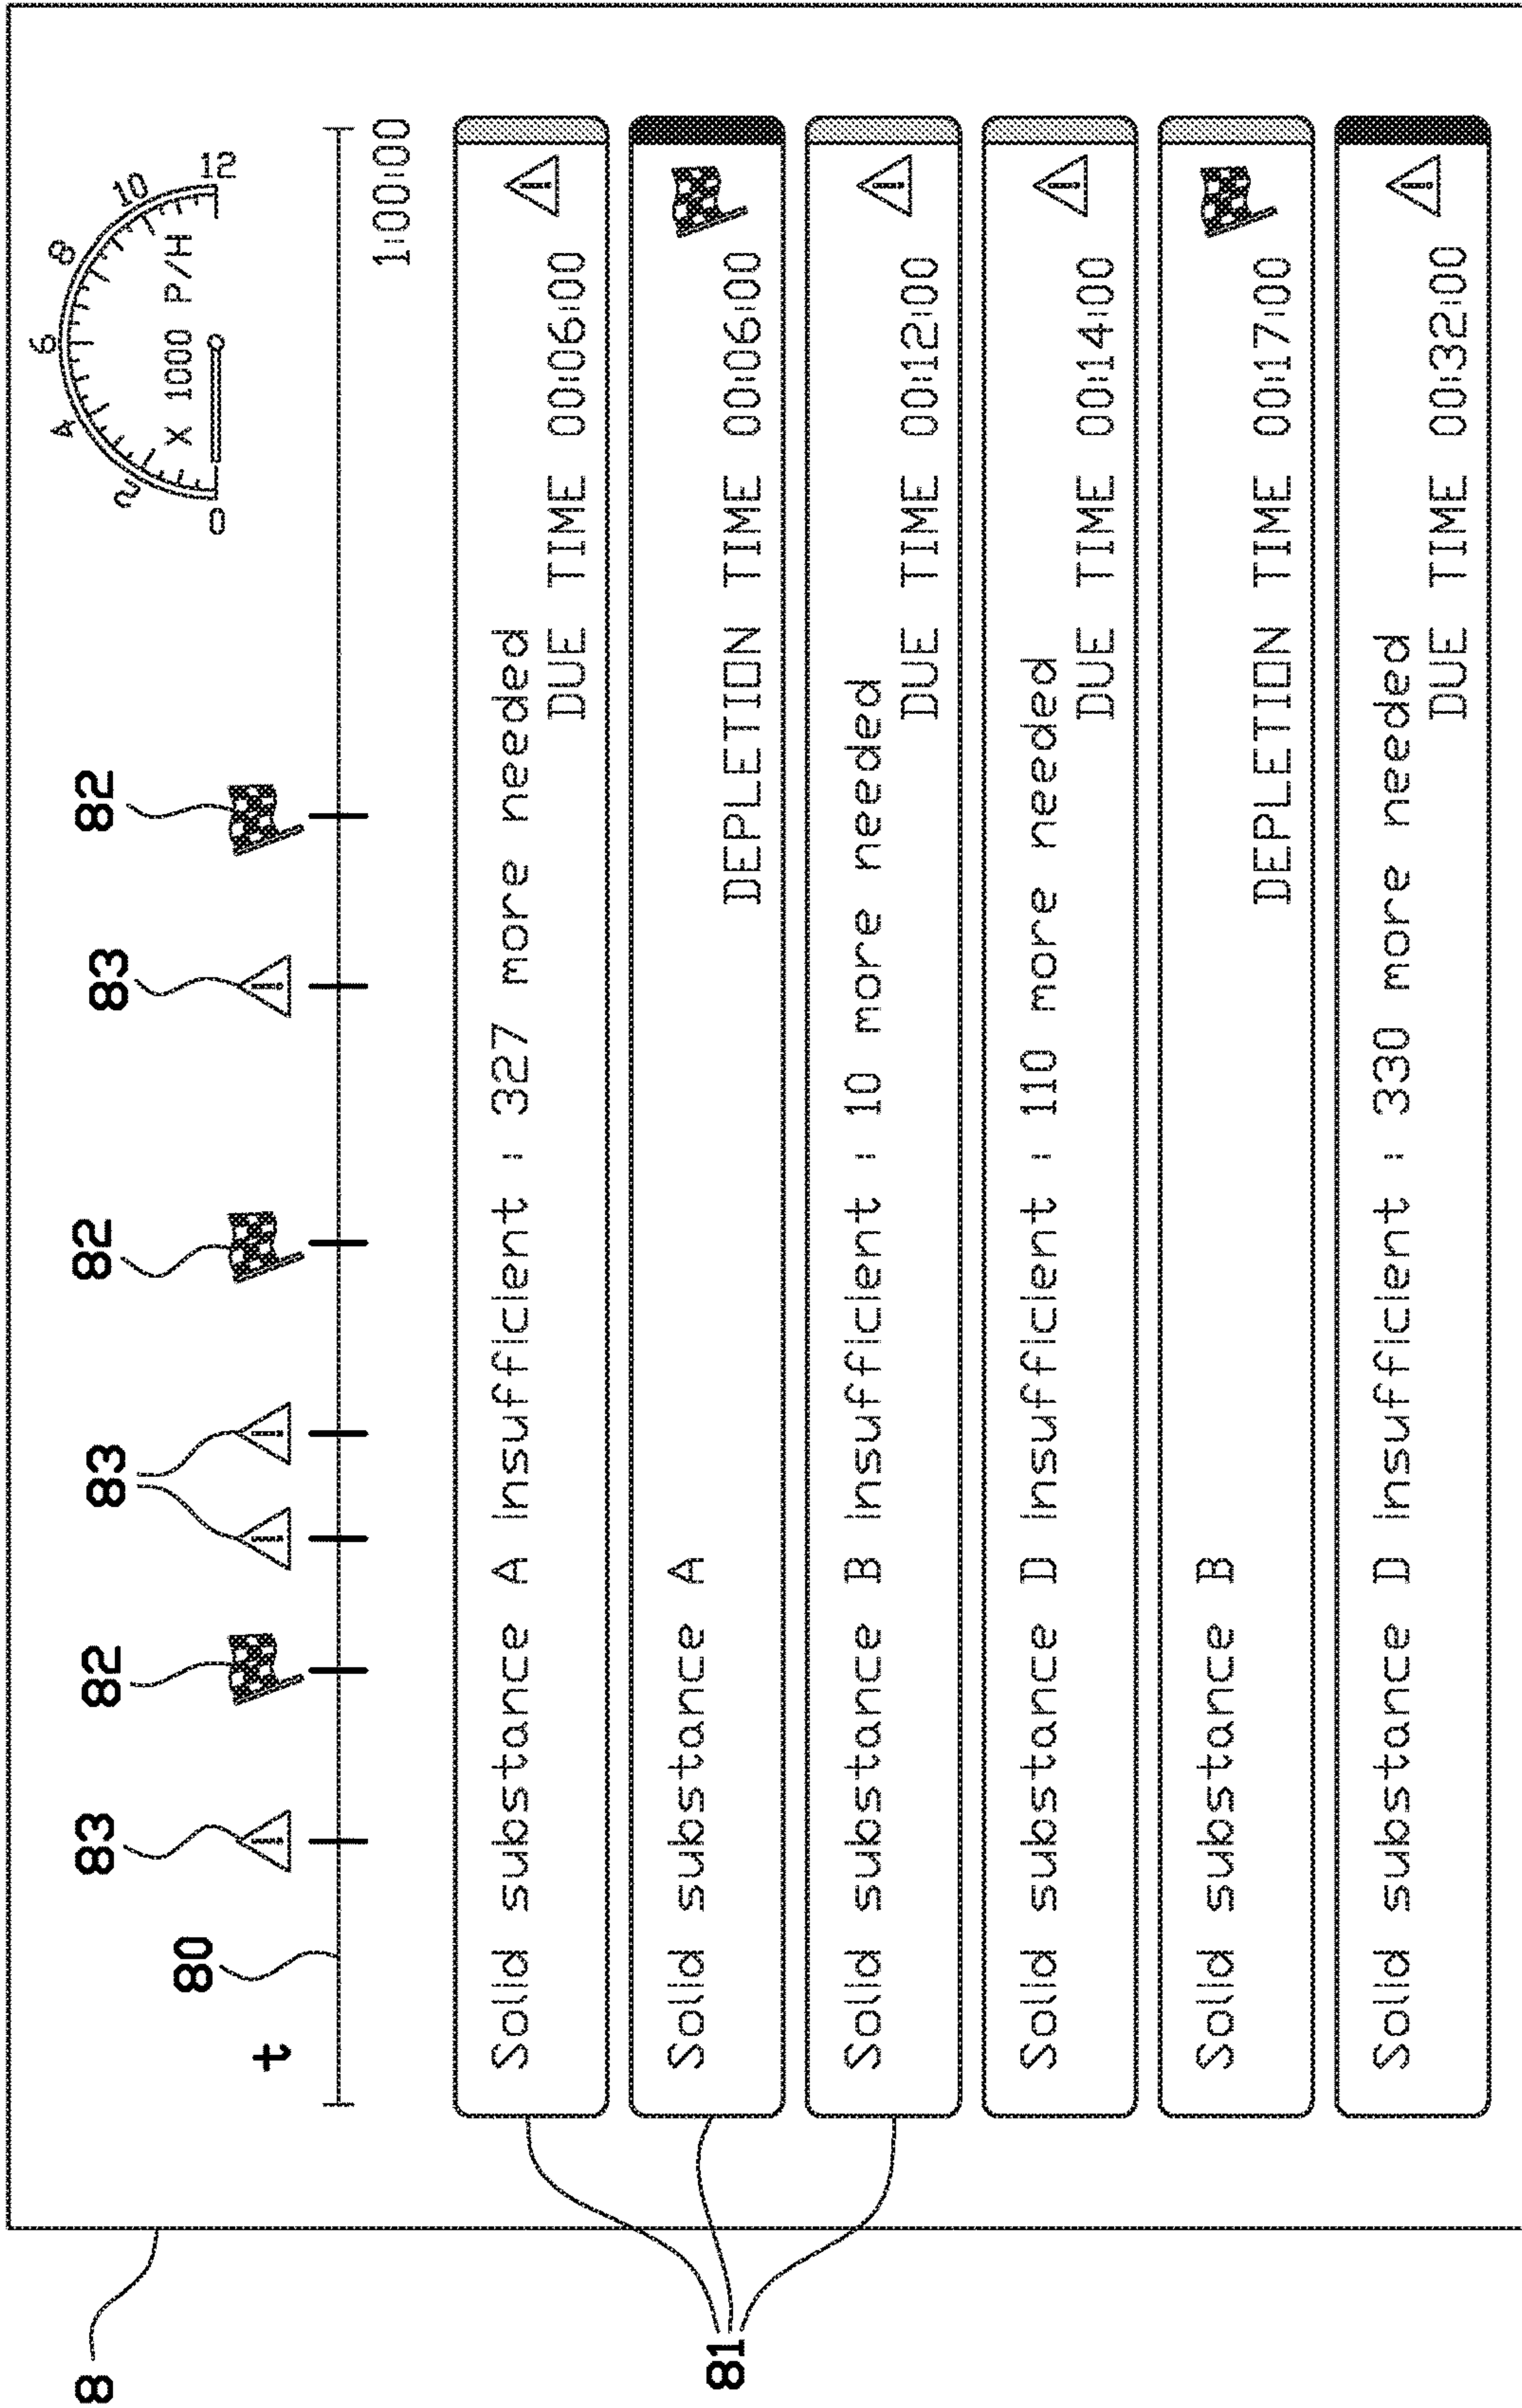 8
82
83
82
83
82
83
80
t
0
2
4
6
8
10
12
X 1000 P/H
1:00:00
81
Solid substance A insufficient : 327 more needed
DUE TIME 00:06:00
Solid substance A
DEPLETION TIME 00:06:00
Solid substance B insufficient : 10 more needed
DUE TIME 00:12:00
Solid substance D insufficient : 110 more needed
DUE TIME 00:14:00
Solid substance B
DEPLETION TIME 00:17:00
Solid substance D insufficient : 330 more needed
DUE TIME 00:32:00